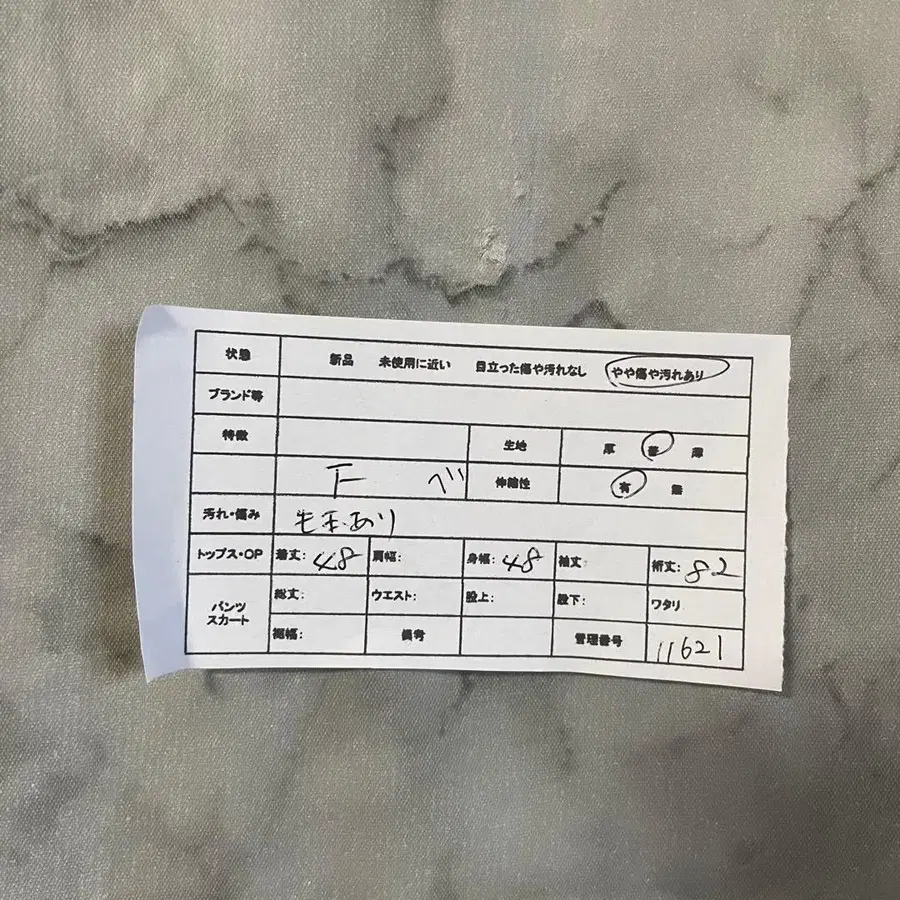 状態 新品 未使用に近い 目立った傷や汚れなし やや傷や汚れあり
ブランド等
特徴 生地 厚 普 薄
下 ベ 伸縮性 有 無
汚れ・傷み 毛玉あり
トップス・OP 着丈: 48 肩幅: 身幅: 48 袖丈: 裄丈: 82
パンツ スカート 総丈: ウエスト: 股上: 股下: ワタリ
裾幅: 備考 管理番号 11621